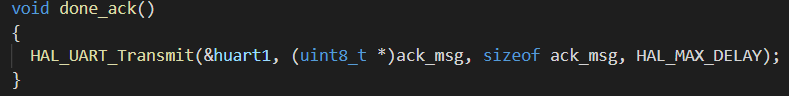 void done_ack()
{
  HAL_UART_Transmit(&huart1, (uint8_t *)ack_msg, sizeof ack_msg, HAL_MAX_DELAY);
}